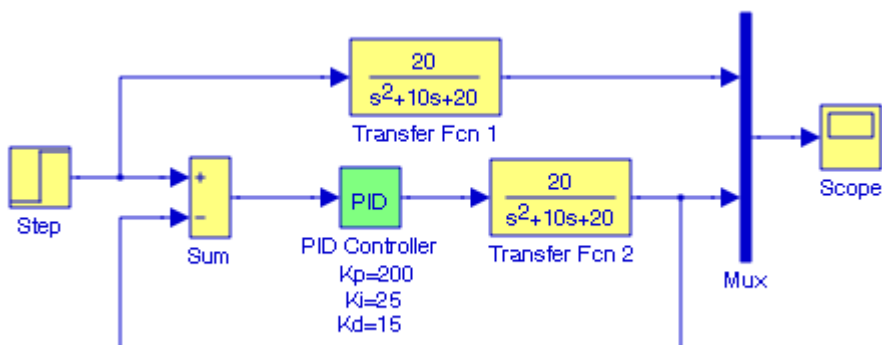 20
s²+10s+20
Transfer Fcn 1
Step
+
−
Sum
PID
PID Controller
Kp=200
Ki=25
Kd=15
20
s²+10s+20
Transfer Fcn 2
Mux
Scope